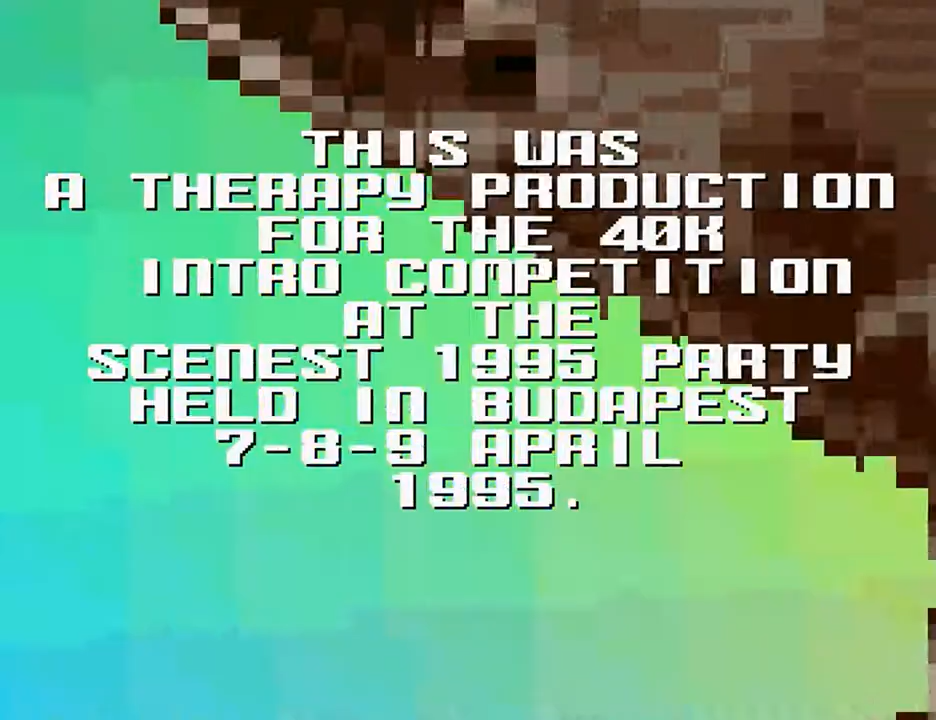 THIS WAS
A THERAPY PRODUCTION
FOR THE 40K
INTRO COMPETITION
AT THE
SCENEST 1995 PARTY
HELD IN BUDAPEST
7-8-9 APRIL
1995.